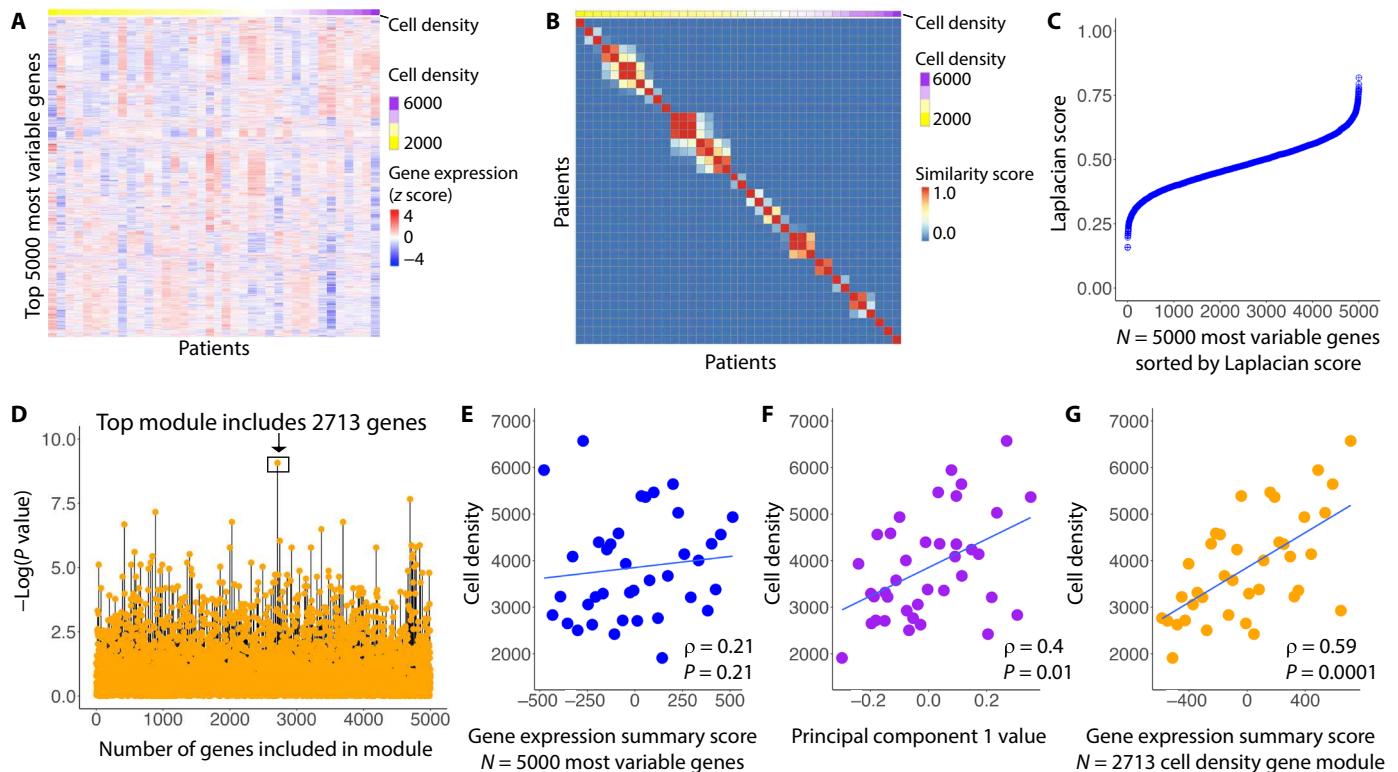 A
Cell density
Top 5000 most variable genes
Patients
Cell density
6000
2000
Gene expression
(z score)
4
0
−4
B
Cell density
Patients
Patients
Cell density
6000
2000
Similarity score
1.0
0.0
C
Laplacian score
1.00
0.75
0.50
0.25
0.00
0 1000 2000 3000 4000 5000
N = 5000 most variable genes
sorted by Laplacian score
D
Top module includes 2713 genes
−Log(P value)
10.0
7.5
5.0
2.5
0.0
0 1000 2000 3000 4000 5000
Number of genes included in module
E
Cell density
7000
6000
5000
4000
3000
2000
ρ = 0.21
P = 0.21
−500 −250 0 250 500
Gene expression summary score
N = 5000 most variable genes
F
Cell density
7000
6000
5000
4000
3000
2000
ρ = 0.4
P = 0.01
−0.2 0.0 0.2
Principal component 1 value
G
Cell density
7000
6000
5000
4000
3000
2000
ρ = 0.59
P = 0.0001
−400 0 400
Gene expression summary score
N = 2713 cell density gene module